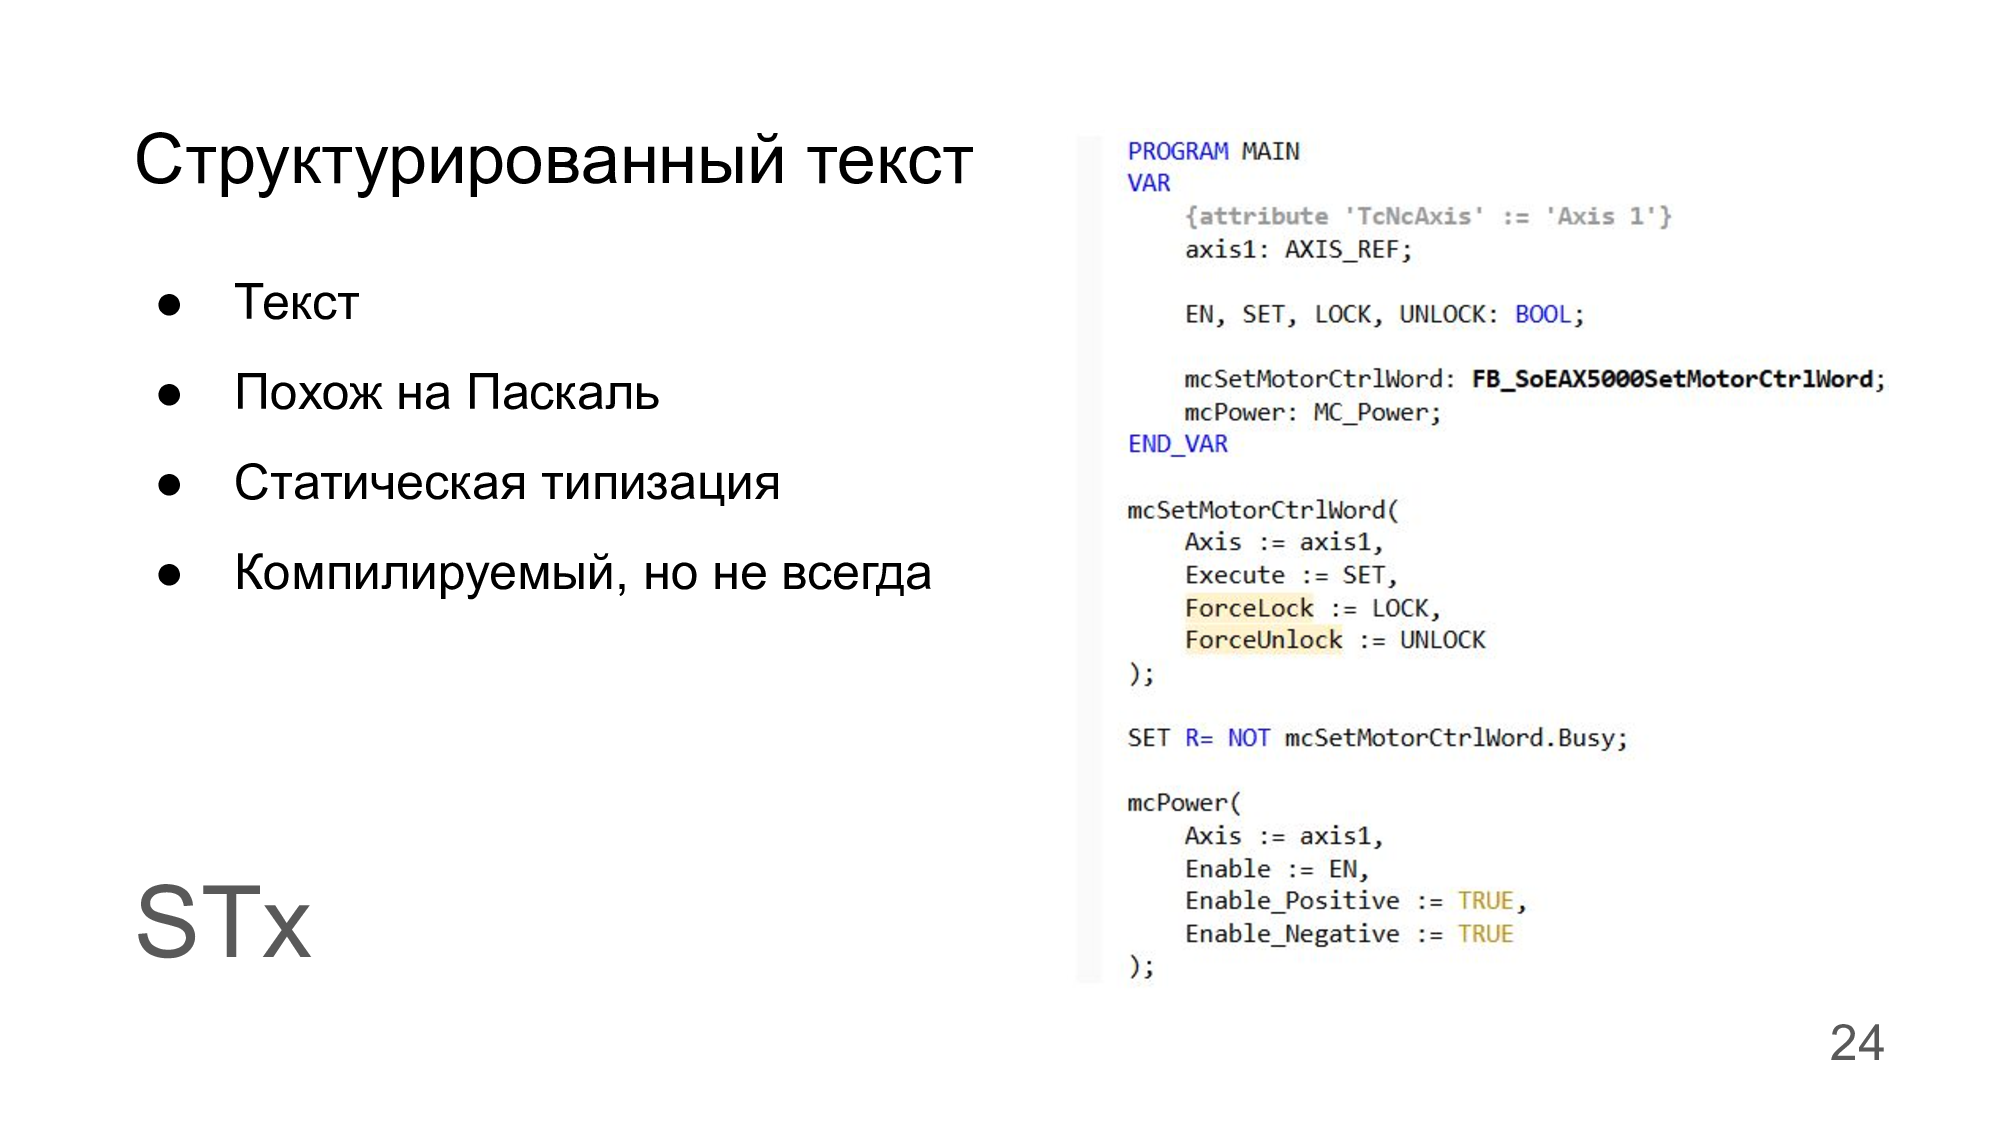 Структурированный текст
● Текст
● Похож на Паскаль
● Статическая типизация
● Компилируемый, но не всегда
STx
PROGRAM MAIN
VAR
    {attribute 'TcNcAxis' := 'Axis 1'}
    axis1: AXIS_REF;

    EN, SET, LOCK, UNLOCK: BOOL;

    mcSetMotorCtrlWord: FB_SoEAX5000SetMotorCtrlWord;
    mcPower: MC_Power;
END_VAR

mcSetMotorCtrlWord(
    Axis := axis1,
    Execute := SET,
    ForceLock := LOCK,
    ForceUnlock := UNLOCK
);

SET R= NOT mcSetMotorCtrlWord.Busy;

mcPower(
    Axis := axis1,
    Enable := EN,
    Enable_Positive := TRUE,
    Enable_Negative := TRUE
);
24